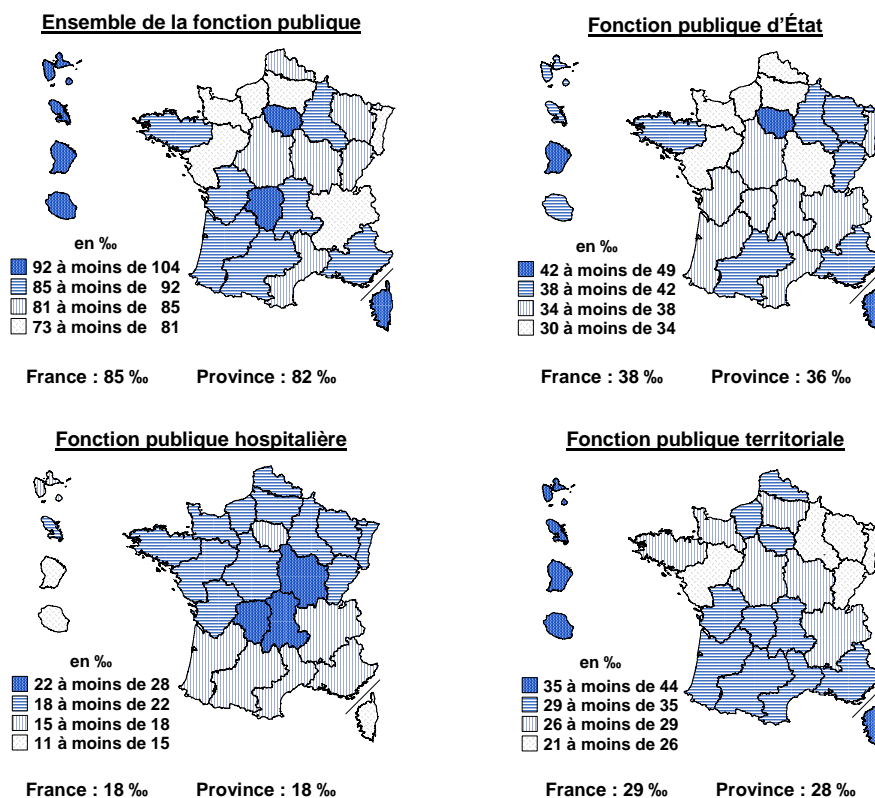 Ensemble de la fonction publique
en ‰
92 à moins de 104
85 à moins de 92
81 à moins de 85
73 à moins de 81
France : 85 ‰ Province : 82 ‰
Fonction publique d’État
en ‰
42 à moins de 49
38 à moins de 42
34 à moins de 38
30 à moins de 34
France : 38 ‰ Province : 36 ‰
Fonction publique hospitalière
en ‰
22 à moins de 28
18 à moins de 22
15 à moins de 18
11 à moins de 15
France : 18 ‰ Province : 18 ‰
Fonction publique territoriale
en ‰
35 à moins de 44
29 à moins de 35
26 à moins de 29
21 à moins de 26
France : 29 ‰ Province : 28 ‰